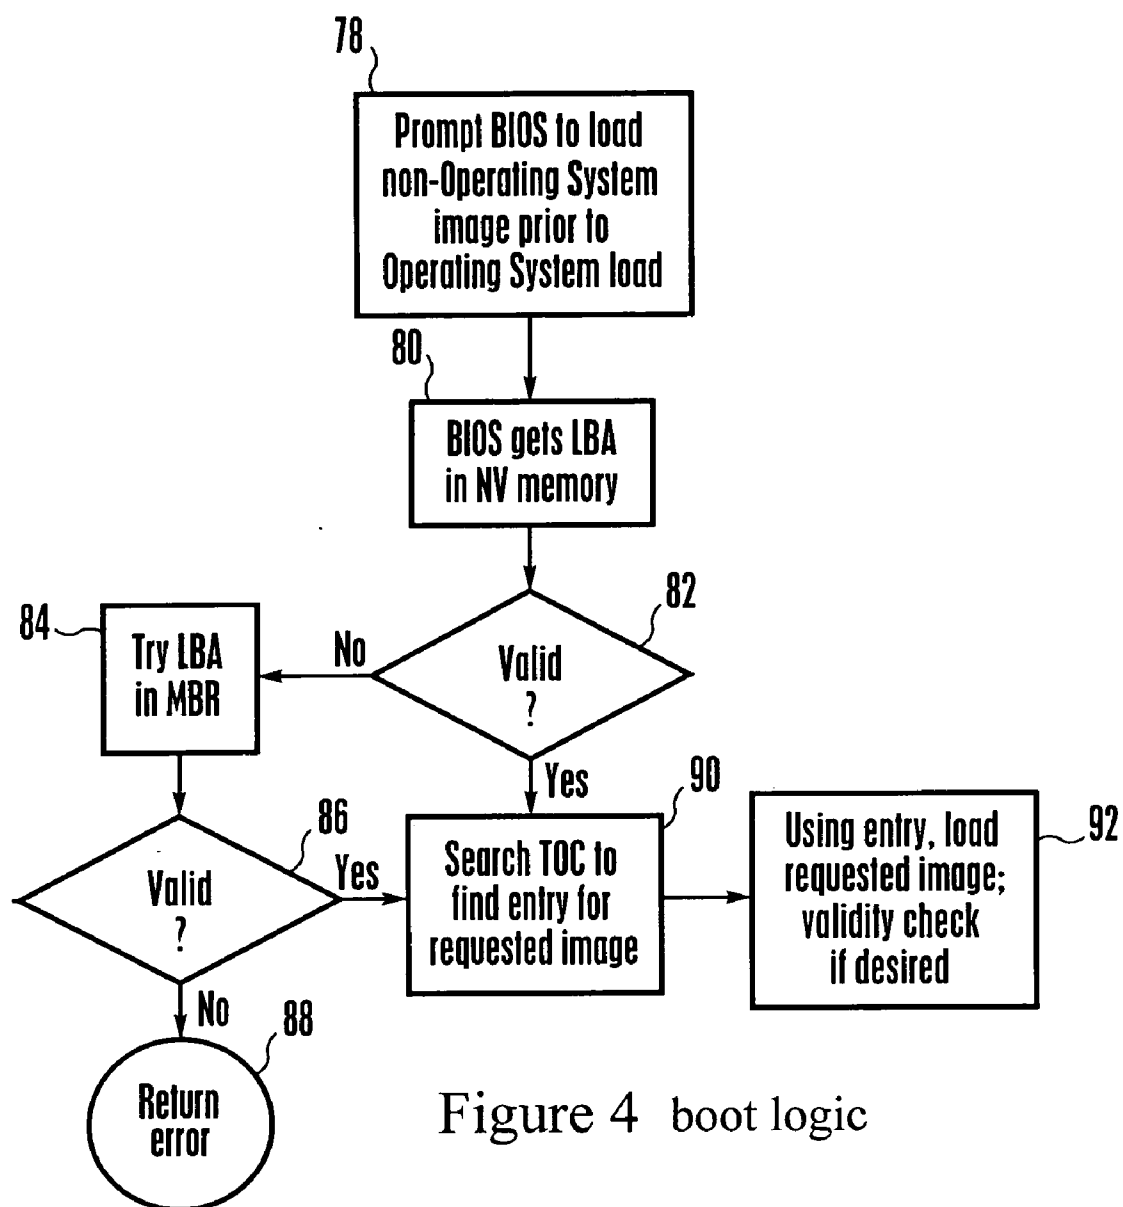 78
Prompt BIOS to load
non-Operating System
image prior to
Operating System load
80
BIOS gets LBA
in NV memory
82
Valid
?
No
84
Try LBA
in MBR
Yes
86
Valid
?
Yes
90
Search TOC to
find entry for
requested image
92
Using entry, load
requested image;
validity check
if desired
No
88
Return
error
Figure 4 boot logic